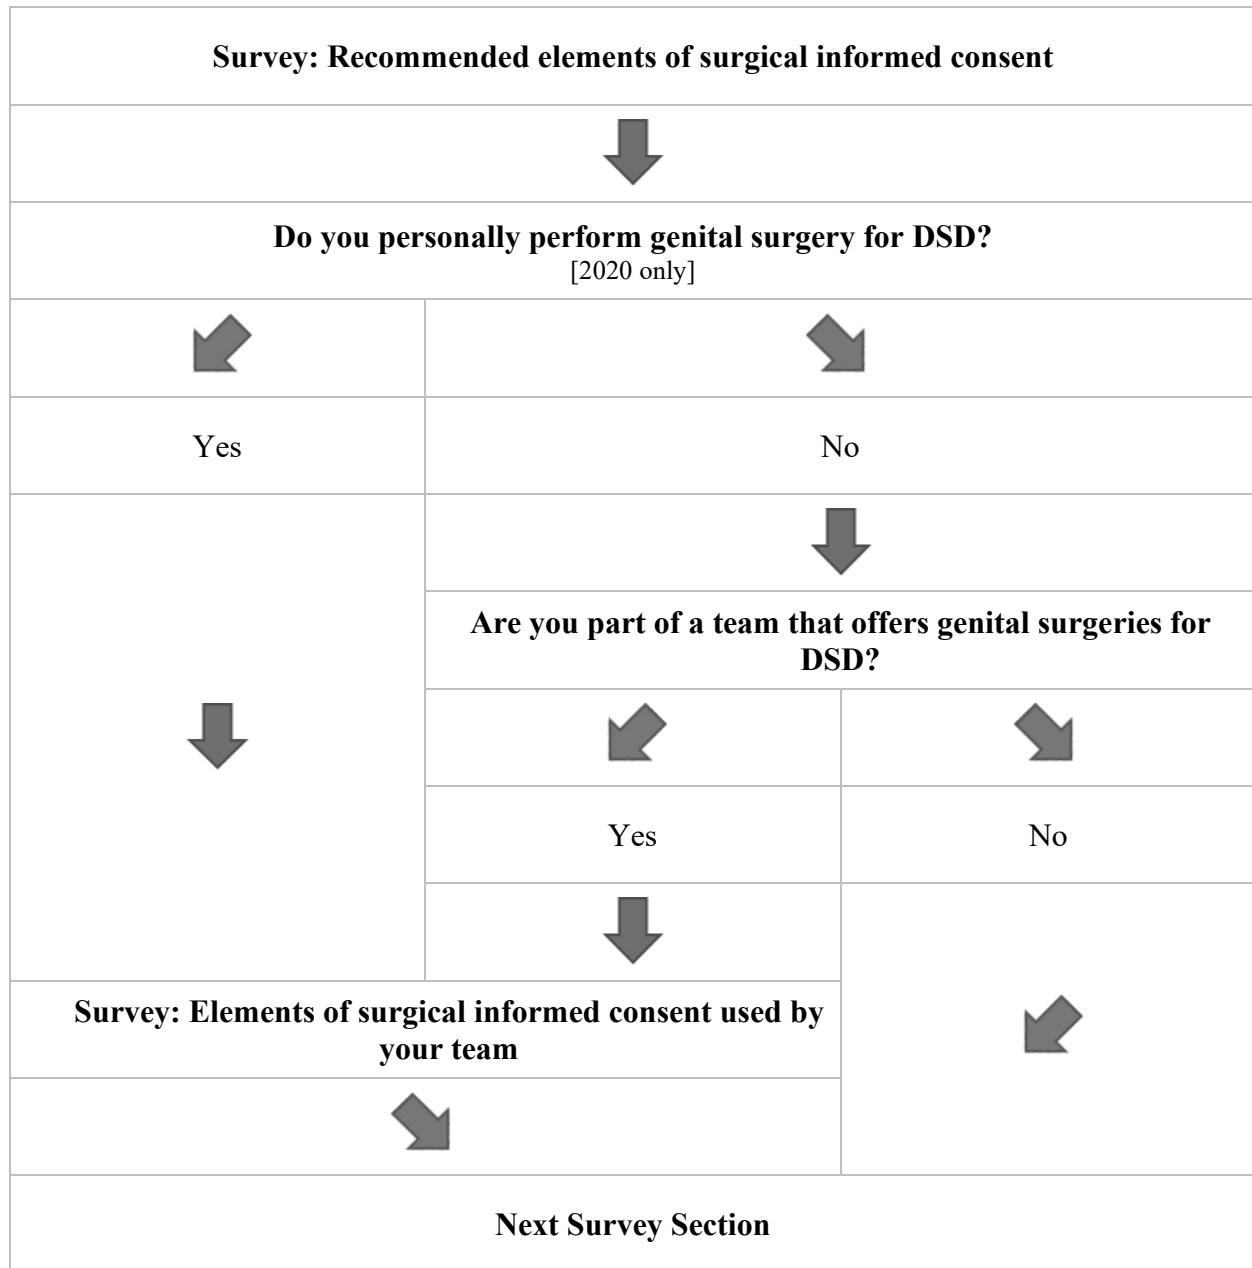 Survey: Recommended elements of surgical informed consent
Do you personally perform genital surgery for DSD?
[2020 only]
Yes
No
Are you part of a team that offers genital surgeries for
DSD?
Yes
No
Survey: Elements of surgical informed consent used by
your team
Next Survey Section